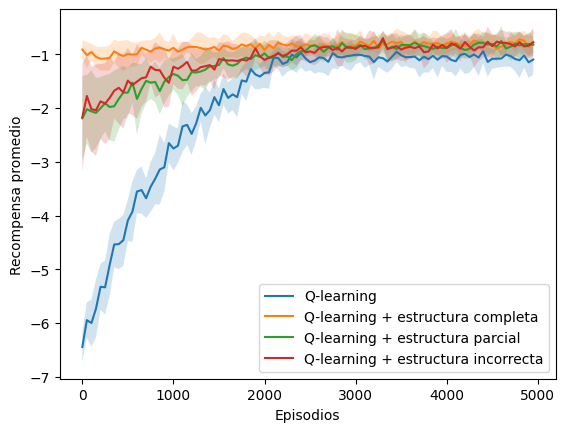 −1
−2
−3
−4
−5
−6
−7
Recompensa promedio
Q-learning
Q-learning + estructura completa
Q-learning + estructura parcial
Q-learning + estructura incorrecta
0 1000 2000 3000 4000 5000
Episodios